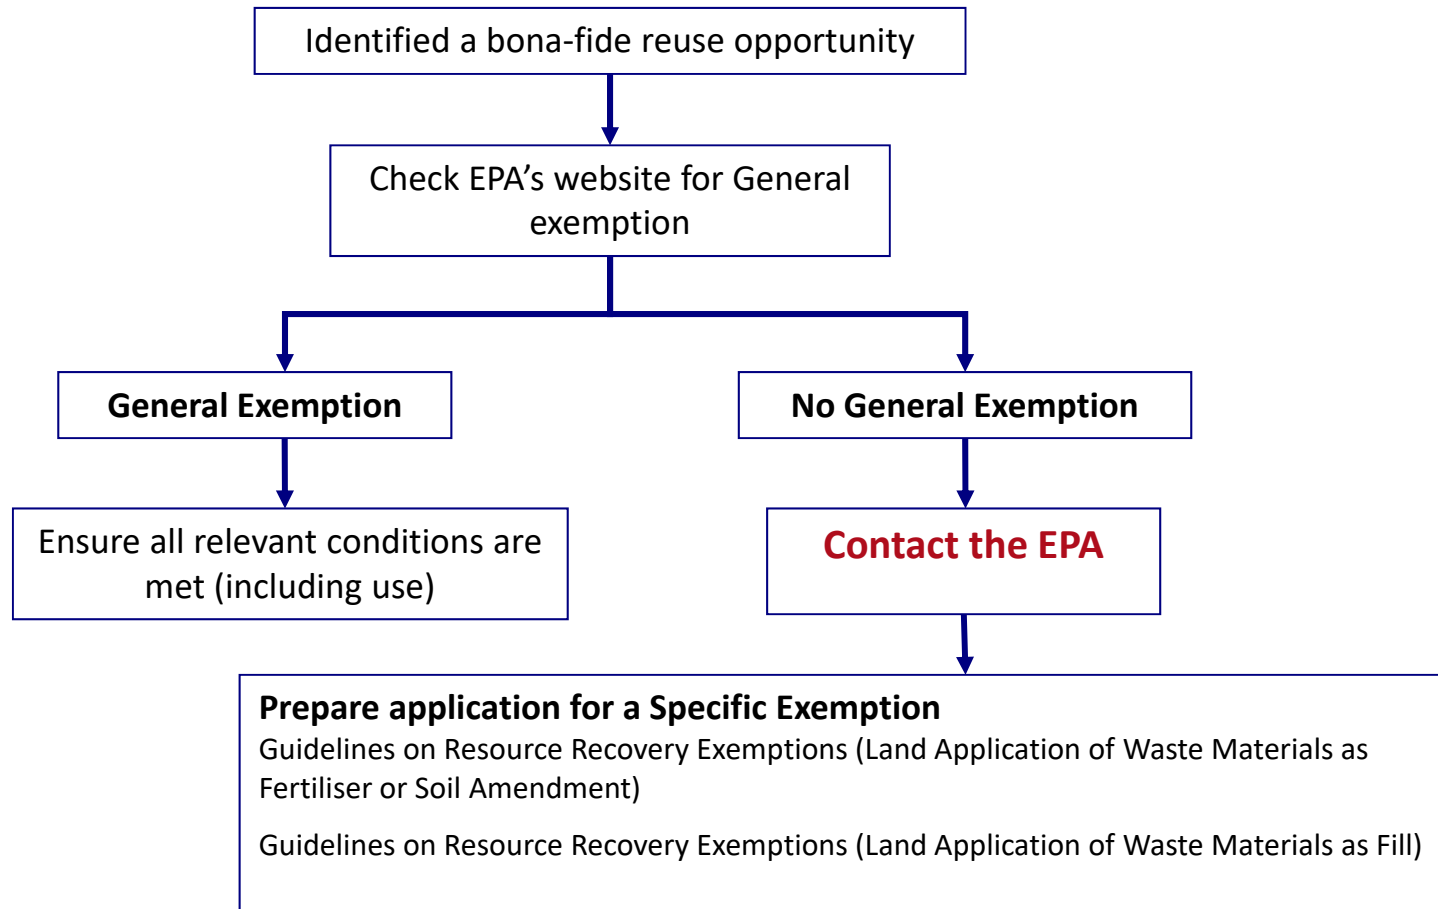 Identified a bona-fide reuse opportunity
Check EPA’s website for General
exemption
General Exemption
No General Exemption
Ensure all relevant conditions are
met (including use)
Contact the EPA
Prepare application for a Specific Exemption
Guidelines on Resource Recovery Exemptions (Land Application of Waste Materials as
Fertiliser or Soil Amendment)
Guidelines on Resource Recovery Exemptions (Land Application of Waste Materials as Fill)